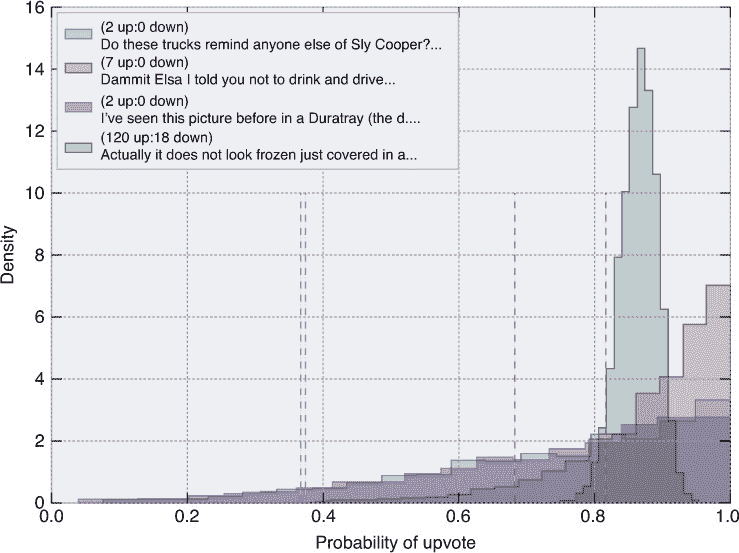 16
14
12
10
8
6
4
2
0
Density
(2 up:0 down)
Do these trucks remind anyone else of Sly Cooper?...
(7 up:0 down)
Dammit Elsa I told you not to drink and drive...
(2 up:0 down)
I've seen this picture before in a Duratray (the d....
(120 up:18 down)
Actually it does not look frozen just covered in a...
0.0 0.2 0.4 0.6 0.8 1.0
Probability of upvote